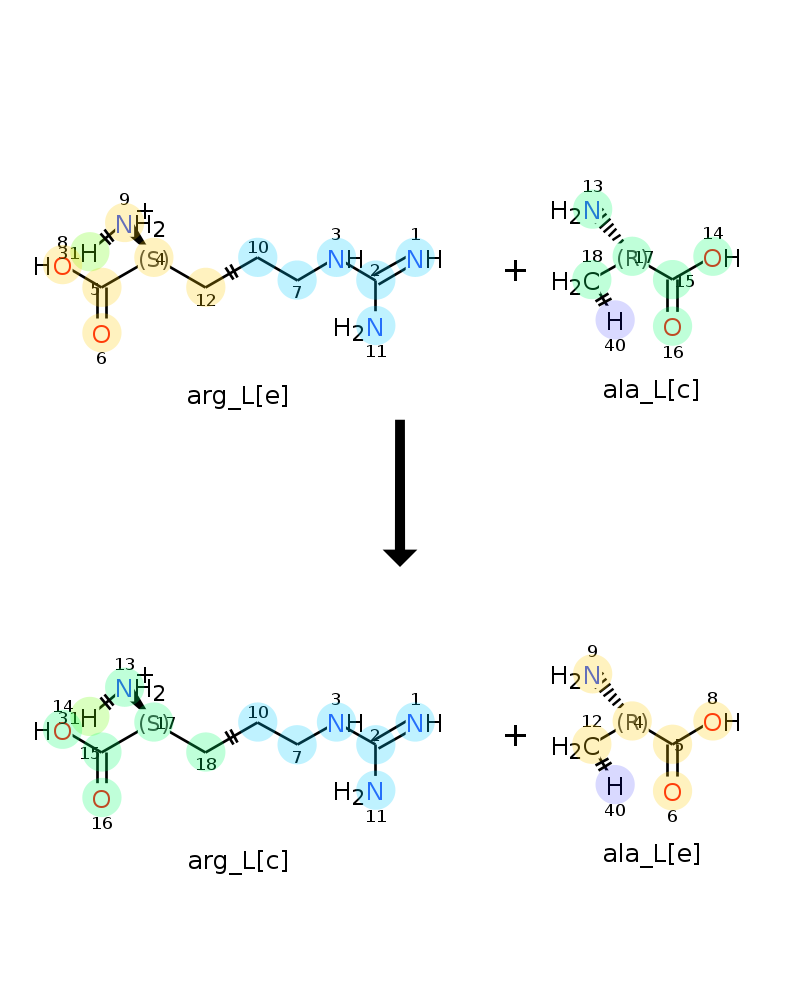 9
+
NH2
8
31
H
HO
(S)
4
5
12
10
7
3
NH
2
1
NH
O
6
H2N
11
arg_L[e]
+
13
H2N
14
OH
18
(R)
17
H2C
15
H
40
O
16
ala_L[c]
13
+
NH2
14
31
H
HO
(S)
17
15
18
10
7
3
NH
2
1
NH
O
16
H2N
11
arg_L[c]
+
9
H2N
8
OH
12
(R)
4
H2C
5
H
40
O
6
ala_L[e]